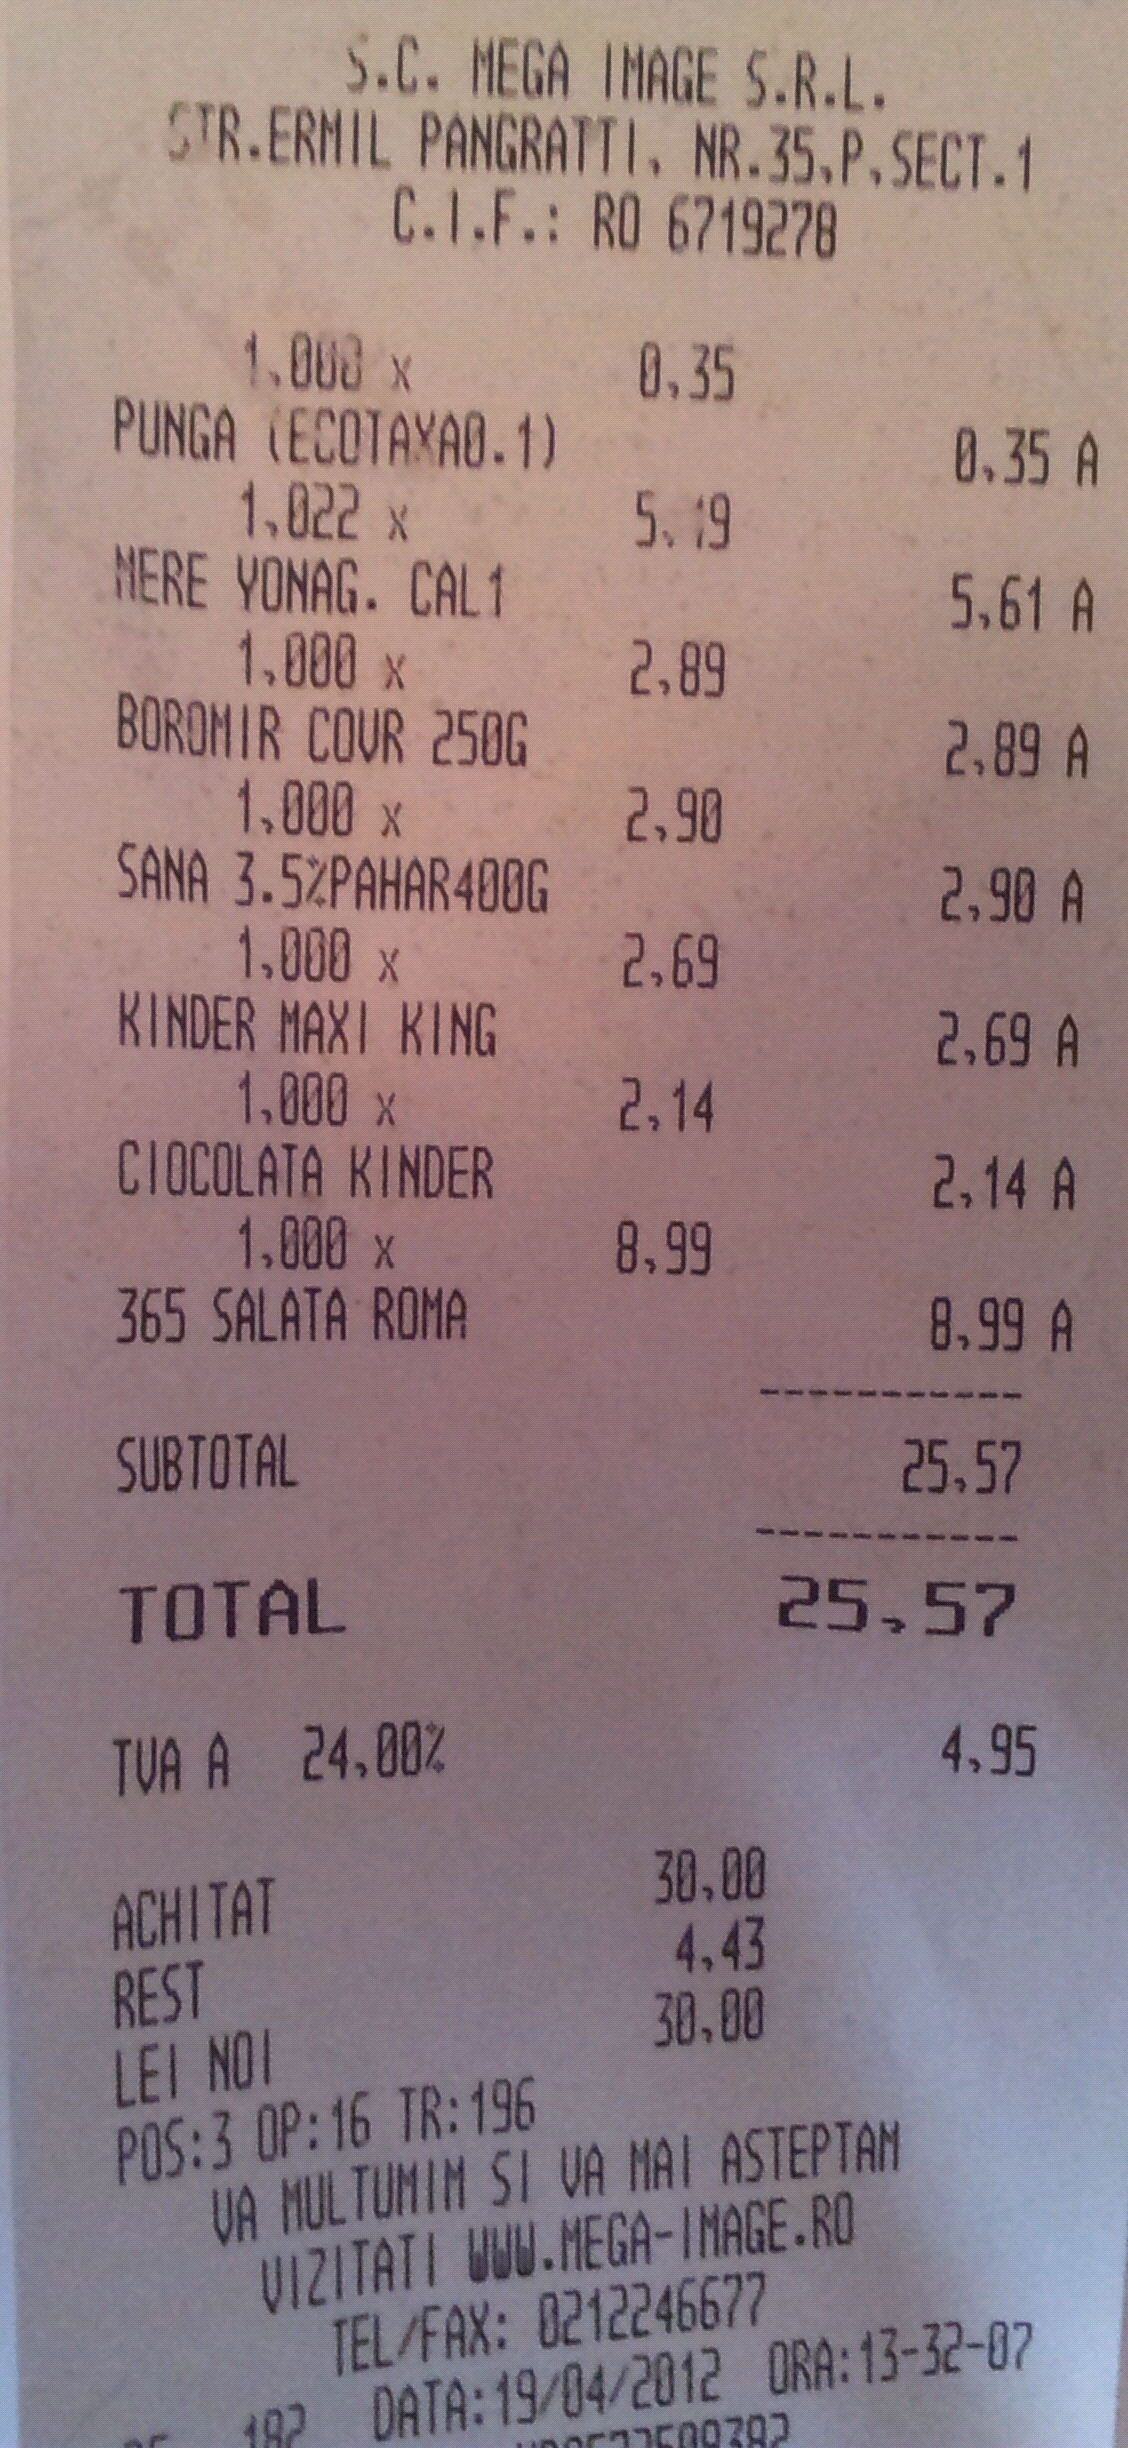 S.C. MEGA IMAGE S.R.L.
STR.ERMIL PANGRATTI, NR.35,P,SECT.1
C.I.F.: RO 6719278
1,000 x 0,35
PUNGA (ECOTAXA0.1) 0,35 A
1,022 x
MERE YONAG. CAL1 5,61 A
1,000 x 2,89
BOROMIR COVR 250G 2,89 A
1,000 x 2,90
SANA 3.5%PAHAR400G 2,90 A
1,000 x 2,69
KINDER MAXI KING 2,69 A
1,000 x 2,14
CIOCOLATA KINDER 2,14 A
1,000 x 8,99
365 SALATA ROMA 8,99 A
-----------
SUBTOTAL 25,57
-----------
TOTAL 25,57
TVA A 24,00% 4,95
ACHITAT 30,00
REST 4,43
LEI NOI 30,00
POS:3 OP:16 TR:196
VA MULTUMIM SI VA MAI ASTEPTAM
VIZITATI WWW.MEGA-IMAGE.RO
TEL/FAX: 0212246677
DATA:19/04/2012 ORA:13-32-07